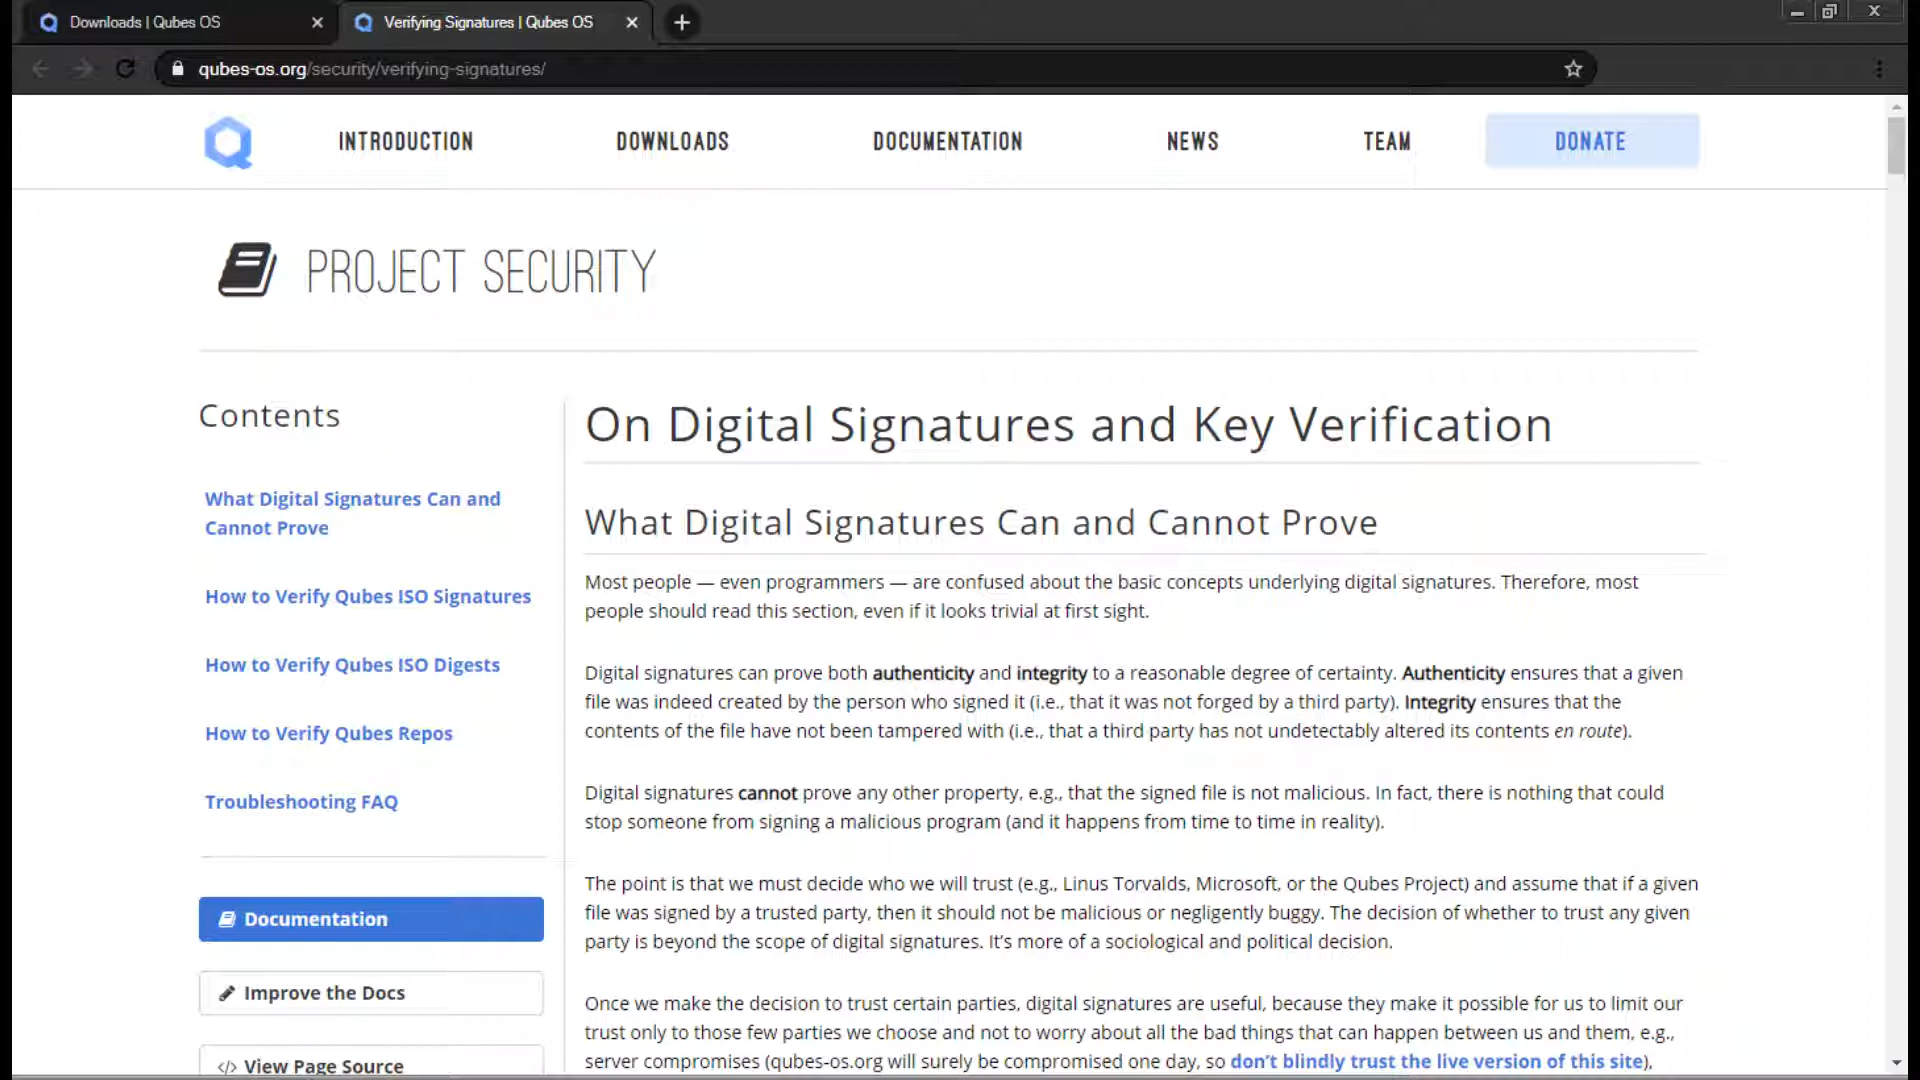 Downloads | Qubes OS
Verifying Signatures | Qubes OS
qubes-os.org/security/verifying-signatures/
INTRODUCTION
DOWNLOADS
DOCUMENTATION
NEWS
TEAM
DONATE
PROJECT SECURITY
Contents
What Digital Signatures Can and
Cannot Prove
How to Verify Qubes ISO Signatures
How to Verify Qubes ISO Digests
How to Verify Qubes Repos
Troubleshooting FAQ
Documentation
Improve the Docs
View Page Source
On Digital Signatures and Key Verification
What Digital Signatures Can and Cannot Prove
Most people — even programmers — are confused about the basic concepts underlying digital signatures. Therefore, most
people should read this section, even if it looks trivial at first sight.
Digital signatures can prove both authenticity and integrity to a reasonable degree of certainty. Authenticity ensures that a given
file was indeed created by the person who signed it (i.e., that it was not forged by a third party). Integrity ensures that the
contents of the file have not been tampered with (i.e., that a third party has not undetectably altered its contents en route).
Digital signatures cannot prove any other property, e.g., that the signed file is not malicious. In fact, there is nothing that could
stop someone from signing a malicious program (and it happens from time to time in reality).
The point is that we must decide who we will trust (e.g., Linus Torvalds, Microsoft, or the Qubes Project) and assume that if a given
file was signed by a trusted party, then it should not be malicious or negligently buggy. The decision of whether to trust any given
party is beyond the scope of digital signatures. It’s more of a sociological and political decision.
Once we make the decision to trust certain parties, digital signatures are useful, because they make it possible for us to limit our
trust only to those few parties we choose and not to worry about all the bad things that can happen between us and them, e.g.,
server compromises (qubes-os.org will surely be compromised one day, so don’t blindly trust the live version of this site),